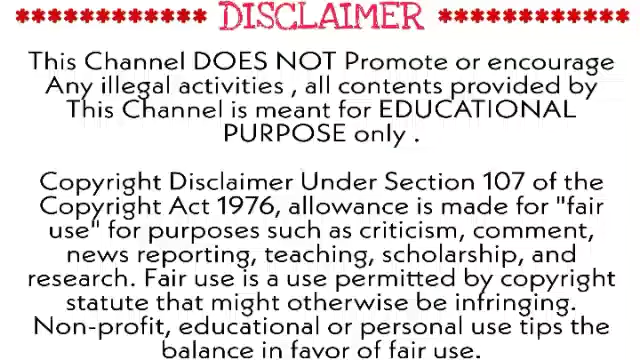 ************ DISCLAIMER ************
This Channel DOES NOT Promote or encourage
Any illegal activities , all contents provided by
This Channel is meant for EDUCATIONAL
PURPOSE only .
Copyright Disclaimer Under Section 107 of the
Copyright Act 1976, allowance is made for "fair
use" for purposes such as criticism, comment,
news reporting, teaching, scholarship, and
research. Fair use is a use permitted by copyright
statute that might otherwise be infringing.
Non-profit, educational or personal use tips the
balance in favor of fair use.